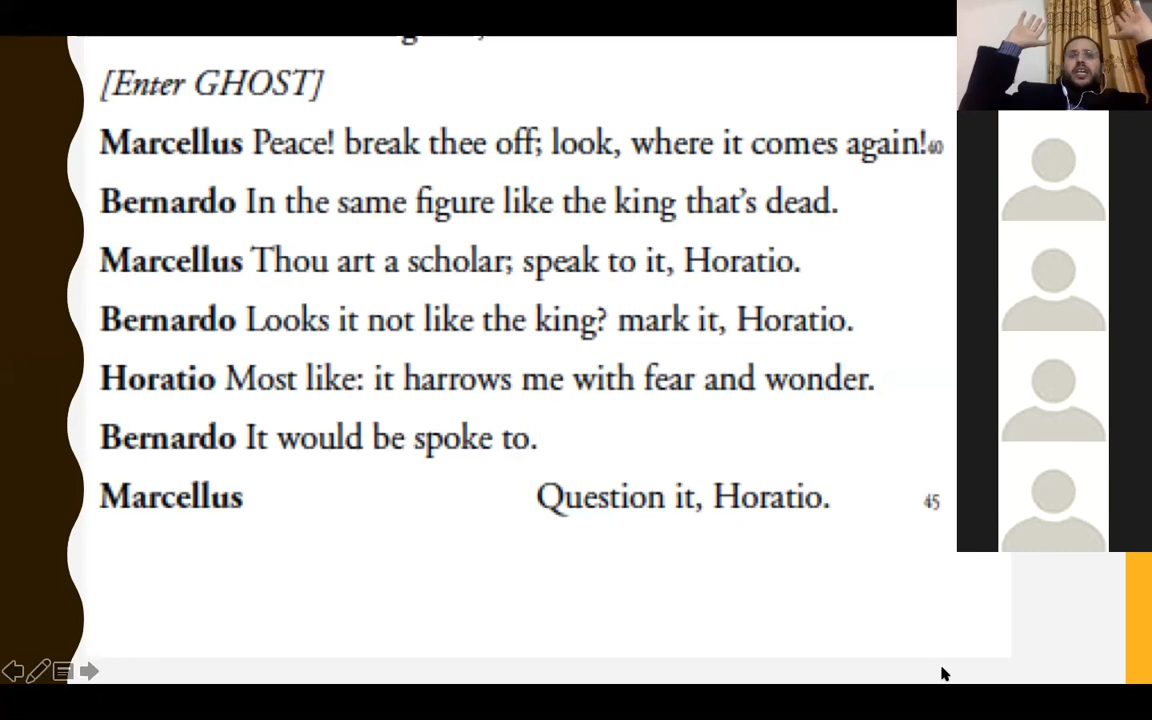 [Enter GHOST]
Marcellus Peace! break thee off; look, where it comes again!40
Bernardo In the same figure like the king that's dead.
Marcellus Thou art a scholar; speak to it, Horatio.
Bernardo Looks it not like the king? mark it, Horatio.
Horatio Most like: it harrows me with fear and wonder.
Bernardo It would be spoke to.
Marcellus Question it, Horatio. 45